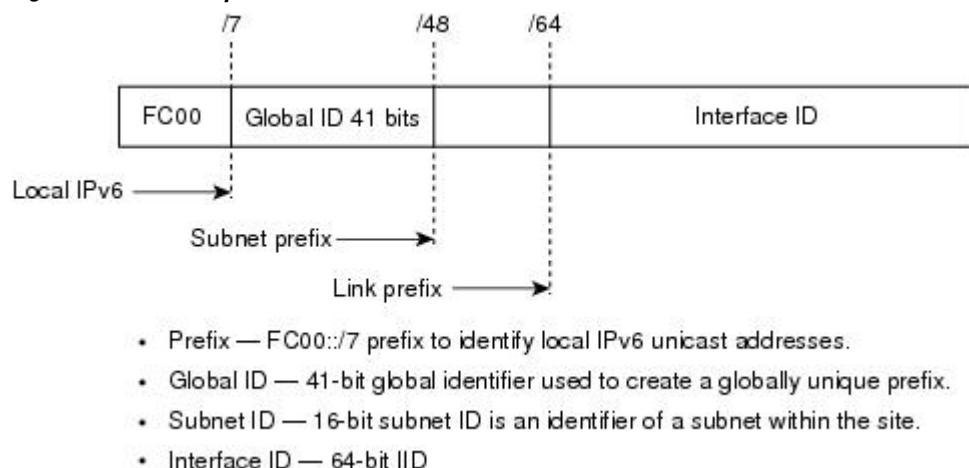 /7 /48 /64
FC00 Global ID 41 bits Interface ID
Local IPv6
Subnet prefix
Link prefix
• Prefix — FC00::/7 prefix to identify local IPv6 unicast addresses.
• Global ID — 41-bit global identifier used to create a globally unique prefix.
• Subnet ID — 16-bit subnet ID is an identifier of a subnet within the site.
• Interface ID — 64-bit IID